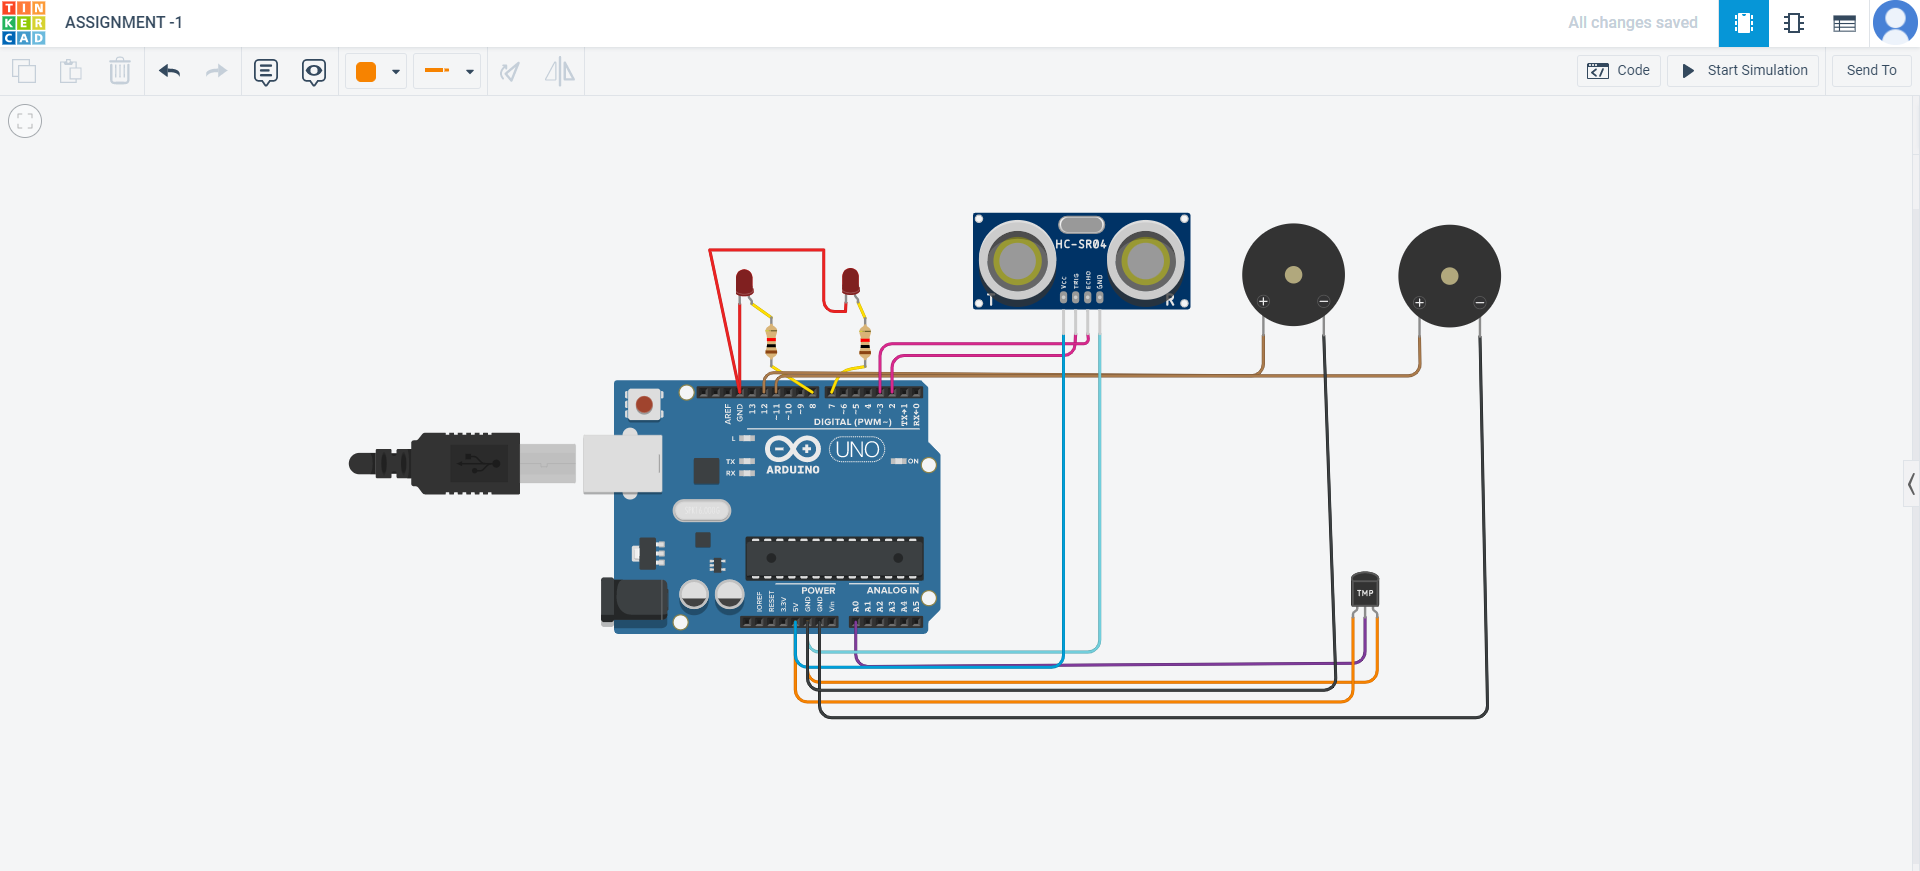 TINKERCAD
ASSIGNMENT -1
All changes saved
Code
Start Simulation
Send To
HC-SR04
VCC
TRIG
ECHO
GND
T
R
+
−
+
−
AREF
GND
13
12
~11
~10
~9
8
7
~6
~5
4
~3
2
TX→1
RX←0
DIGITAL (PWM~)
L
TX
RX
ARDUINO
UNO
ON
POWER
ANALOG IN
IOREF
RESET
3.3V
5V
GND
GND
Vin
A0
A1
A2
A3
A4
A5
TMP